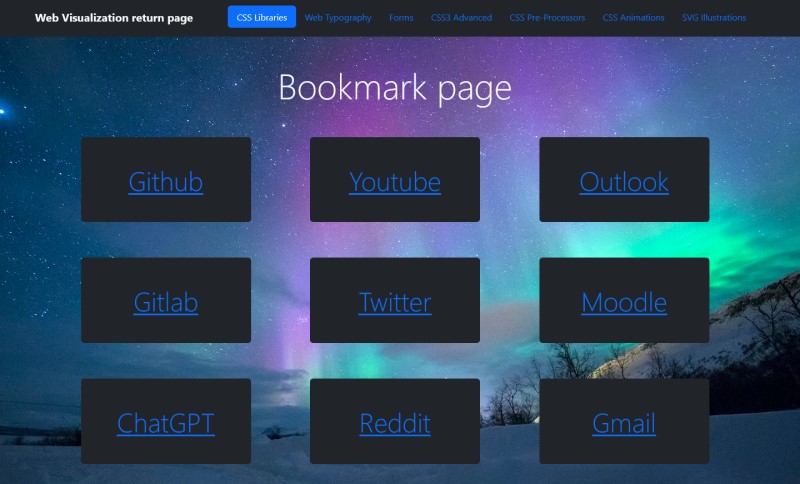 Web Visualization return page CSS Libraries Web Typography Forms CSS3 Advanced CSS Pre-Processors CSS Animations SVG Illustrations
Bookmark page
Github Youtube Outlook
Gitlab Twitter Moodle
ChatGPT Reddit Gmail